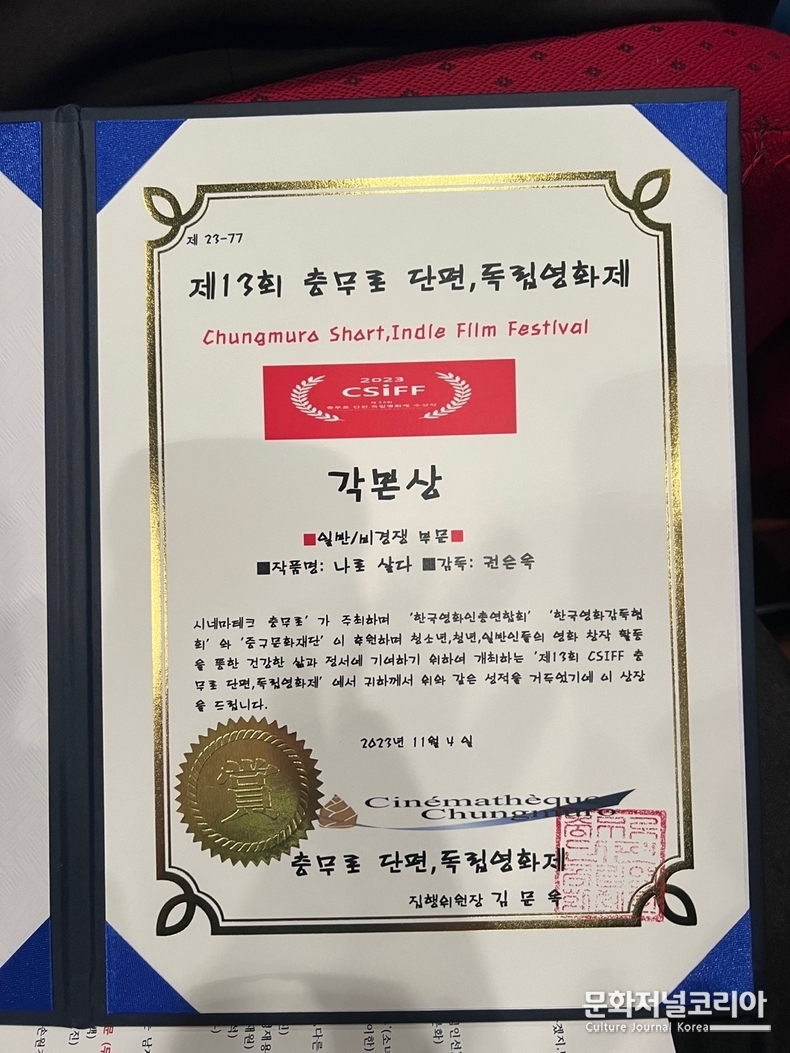 제 23-77
제13회 충무로 단편,독립영화제
Chungmuro Short,Indie Film Festival
2023
CSiFF
각본상
■일반/비경쟁 부문■
■작품명: 나로 살다 ■감독: 권순욱
시네마테크 충무로' 가 주최하며 '한국영화인총연합회' '한국영화감독협
회' 와 '중구문화재단' 이 후원하며 청소년,청년,일반인들의 영화 창작 활동
을 통한 건강한 삶과 정서에 기여하기 위하여 개최하는 '제13회 CSIFF 충
무로 단편,독립영화제' 에서 귀하께서 위와 같은 성적을 거두었기에 이 상장
을 드립니다.
2023년 11월 4 일
賞
Cinémathèque
Chungmuro
충무로 단편,독립영화제
집행위원장 김 문 옥
문화저널코리아
Culture Journal Korea